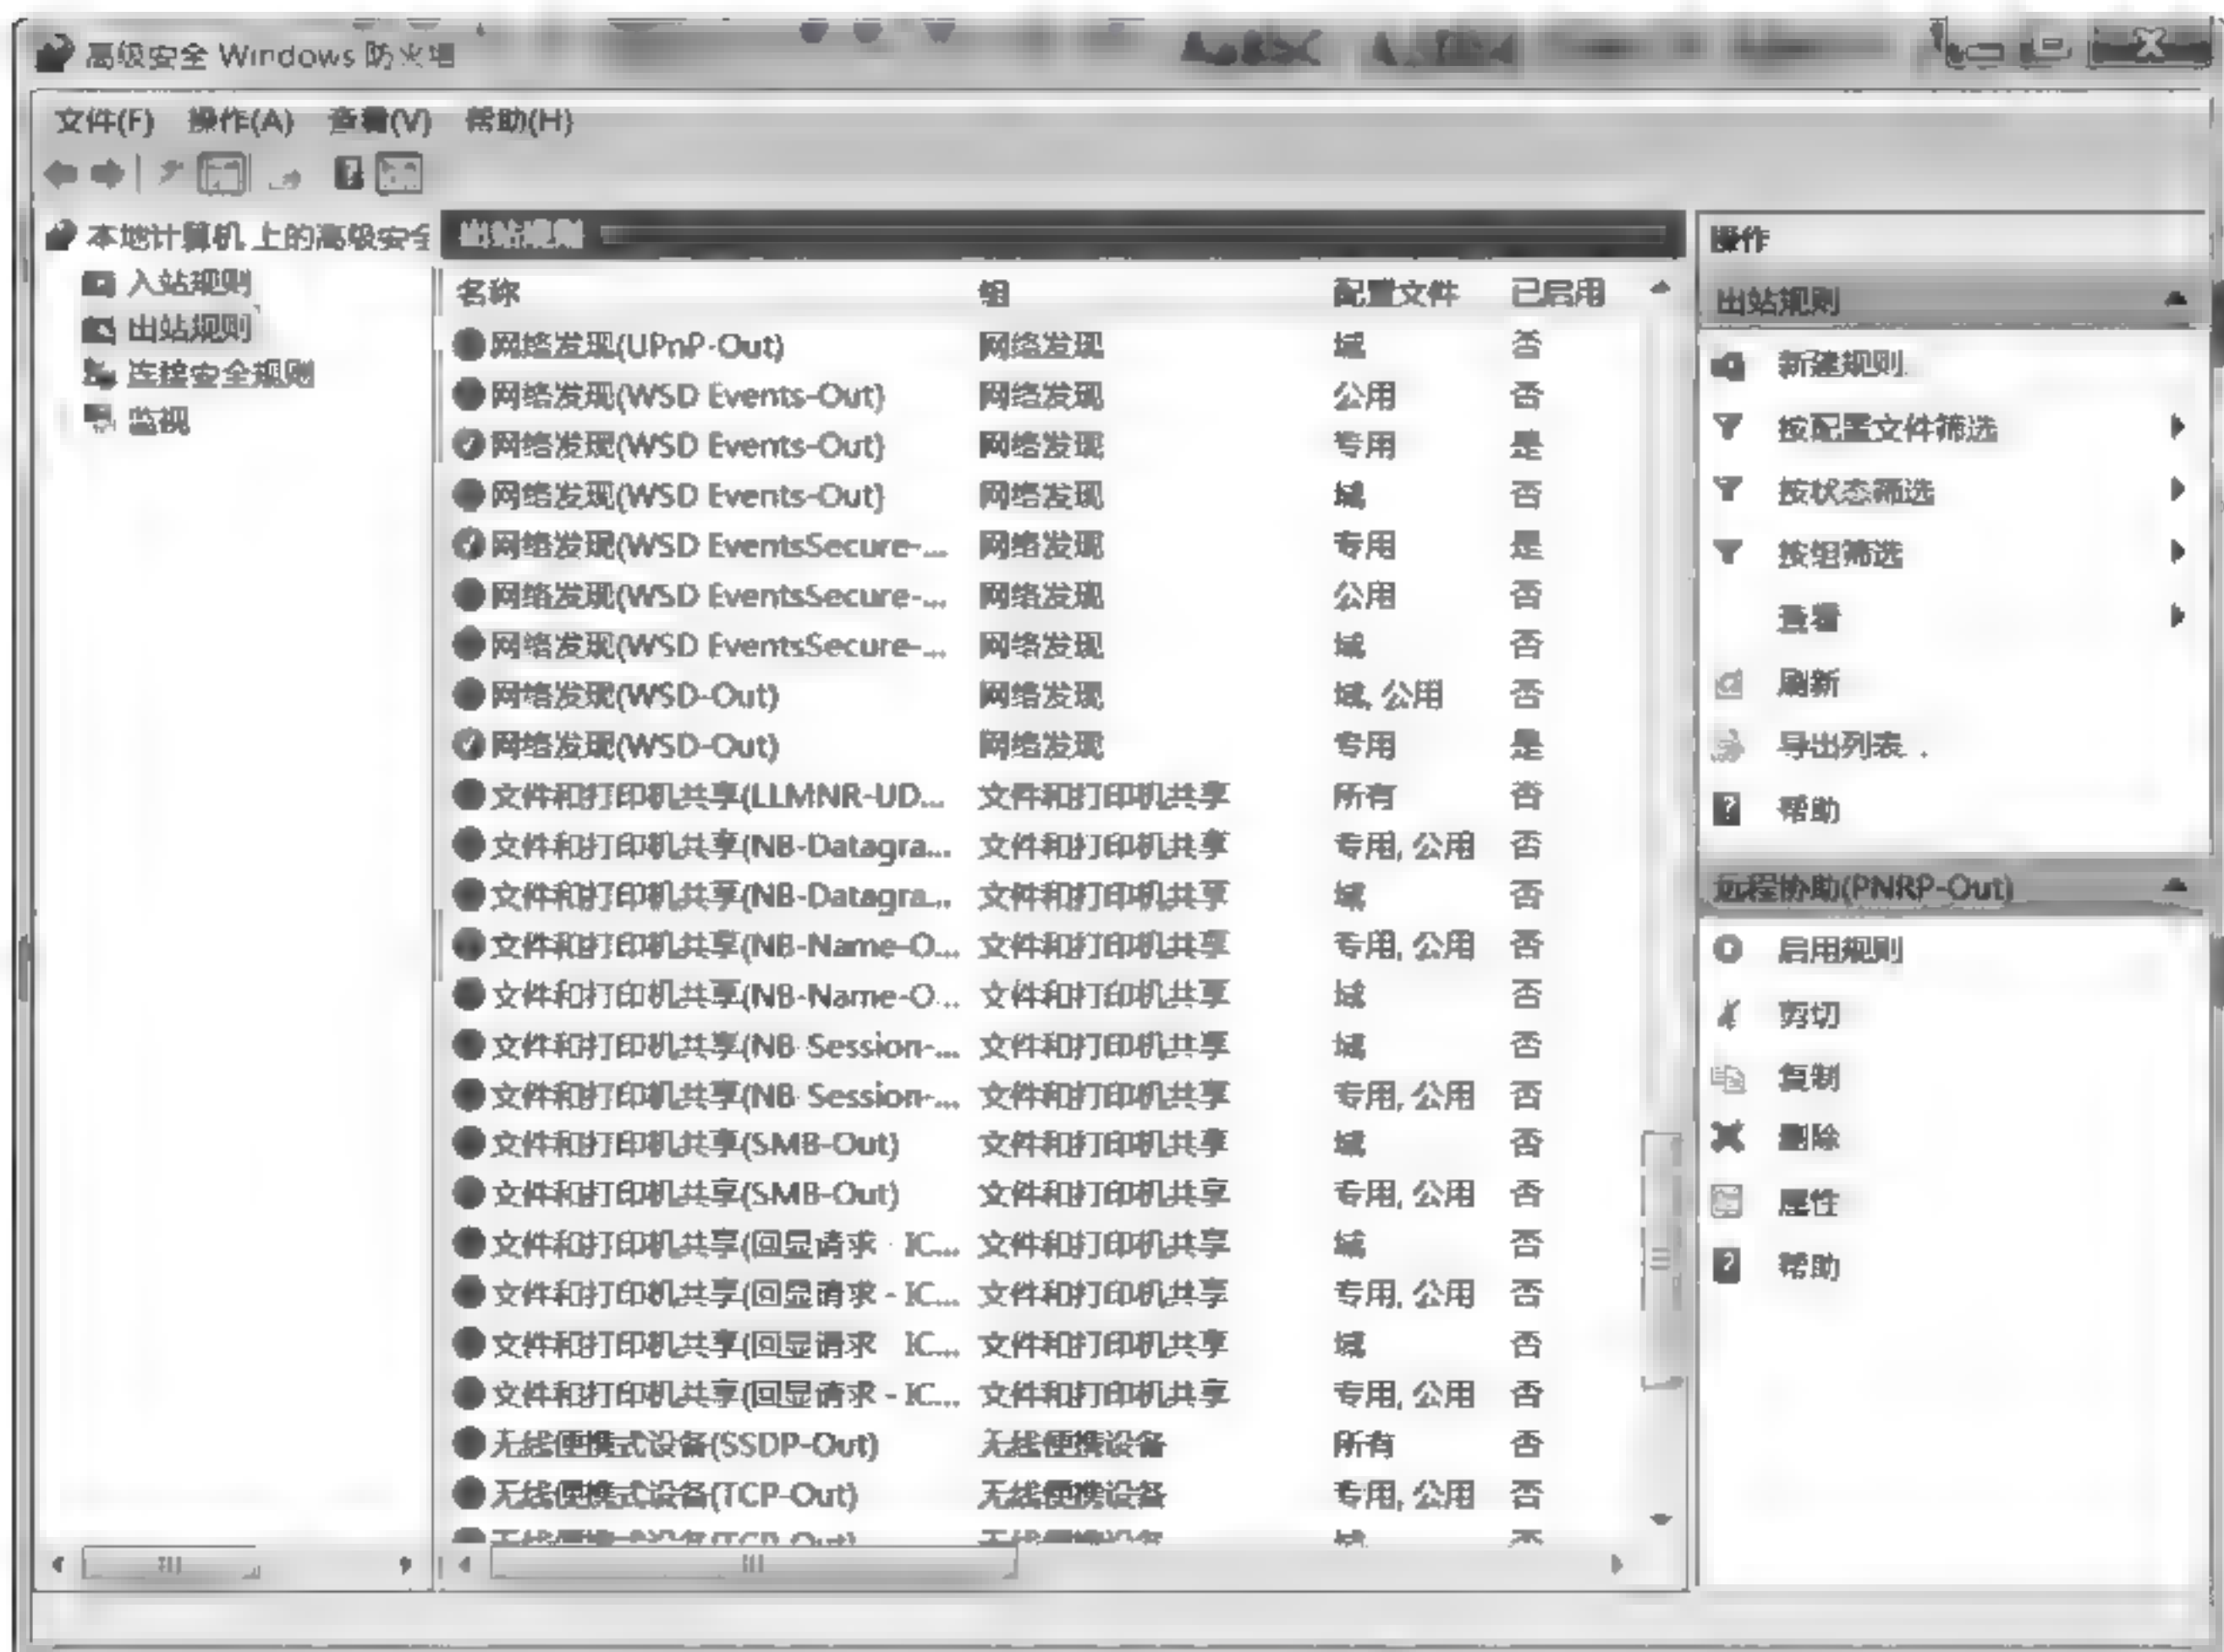 高级安全 Windows 防火墙
文件(F) 操作(A) 查看(V) 帮助(H)
本地计算机 上的高级安全
入站规则
出站规则
连接安全规则
监视
出站规则
名称 组 配置文件 已启用
网络发现(UPnP-Out) 网络发现 域 否
网络发现(WSD Events-Out) 网络发现 公用 否
网络发现(WSD Events-Out) 网络发现 专用 是
网络发现(WSD Events-Out) 网络发现 域 否
网络发现(WSD EventsSecure-... 网络发现 专用 是
网络发现(WSD EventsSecure-... 网络发现 公用 否
网络发现(WSD EventsSecure-... 网络发现 域 否
网络发现(WSD-Out) 网络发现 域, 公用 否
网络发现(WSD-Out) 网络发现 专用 是
文件和打印机共享(LLMNR-UD... 文件和打印机共享 所有 否
文件和打印机共享(NB-Datagra... 文件和打印机共享 专用, 公用 否
文件和打印机共享(NB-Datagra... 文件和打印机共享 域 否
文件和打印机共享(NB-Name-O... 文件和打印机共享 专用, 公用 否
文件和打印机共享(NB-Name-O... 文件和打印机共享 域 否
文件和打印机共享(NB-Session-... 文件和打印机共享 域 否
文件和打印机共享(NB-Session-... 文件和打印机共享 专用, 公用 否
文件和打印机共享(SMB-Out) 文件和打印机共享 域 否
文件和打印机共享(SMB-Out) 文件和打印机共享 专用, 公用 否
文件和打印机共享(回显请求 - IC... 文件和打印机共享 域 否
文件和打印机共享(回显请求 - IC... 文件和打印机共享 专用, 公用 否
文件和打印机共享(回显请求 - IC... 文件和打印机共享 域 否
文件和打印机共享(回显请求 - IC... 文件和打印机共享 专用, 公用 否
无线便携式设备(SSDP-Out) 无线便携设备 所有 否
无线便携式设备(TCP-Out) 无线便携设备 专用, 公用 否
无线便携式设备(TCP-Out) 无线便携设备 域 否
操作
出站规则
新建规则...
按配置文件筛选
按状态筛选
按组筛选
查看
刷新
导出列表...
帮助
远程协助(PNRP-Out)
启用规则
剪切
复制
删除
属性
帮助